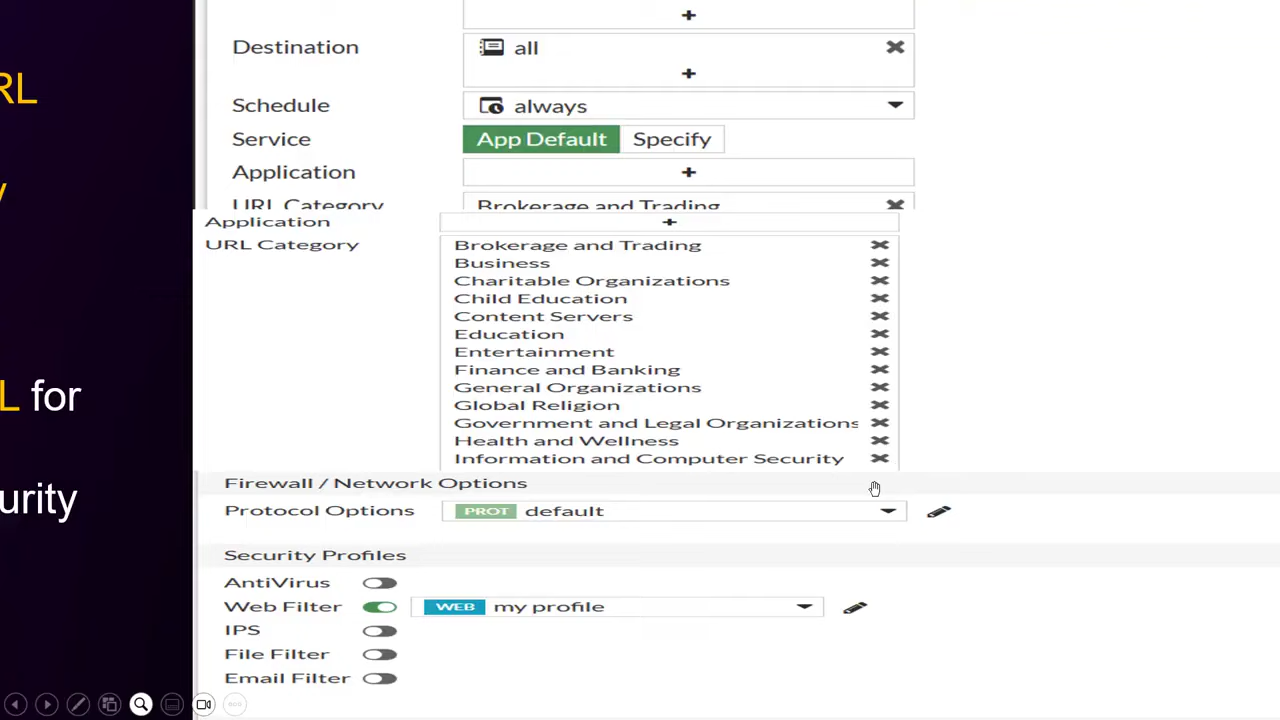 RL
y
L for
urity
+
Destination all
+
Schedule always
Service App Default Specify
Application +
URL Category Brokerage and Trading
Application +
URL Category Brokerage and Trading
Business
Charitable Organizations
Child Education
Content Servers
Education
Entertainment
Finance and Banking
General Organizations
Global Religion
Government and Legal Organizations
Health and Wellness
Information and Computer Security
Firewall / Network Options
Protocol Options PROT default
Security Profiles
AntiVirus
Web Filter WEB my profile
IPS
File Filter
Email Filter